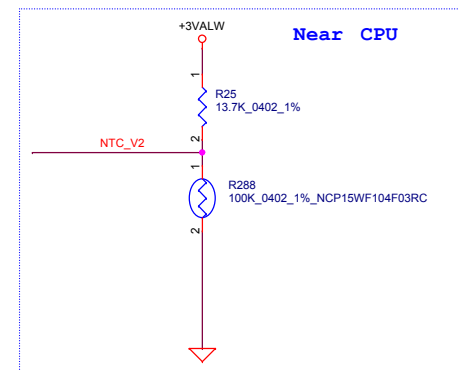 +3VALW
Near CPU
1
R25
13.7K_0402_1%
2
NTC_V2
1
R288
100K_0402_1%_NCP15WF104F03RC
2